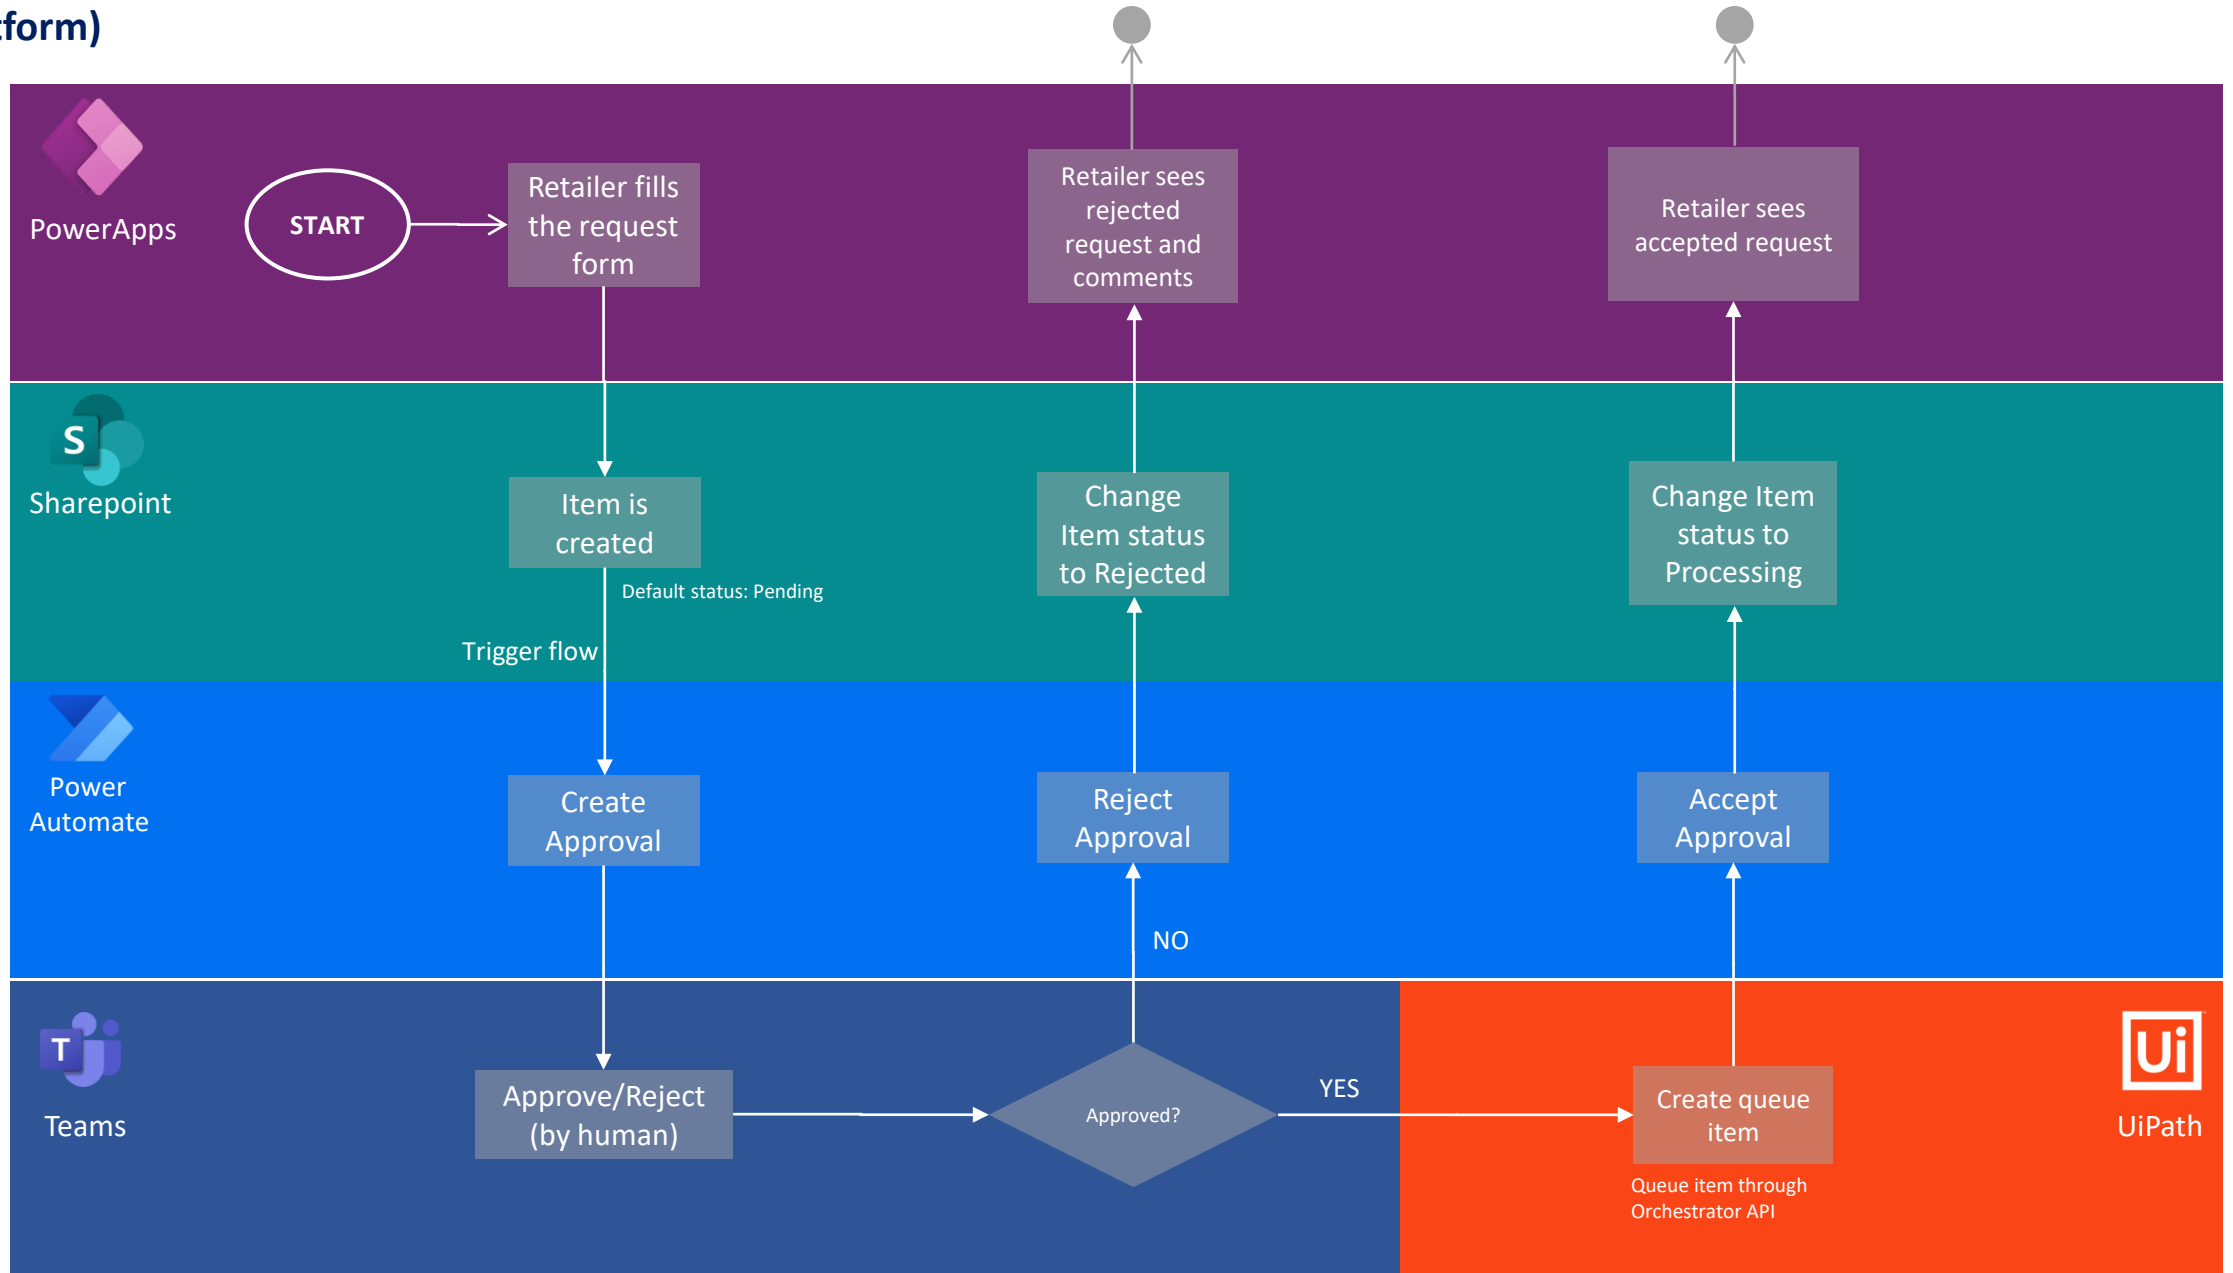 tform)
PowerApps
START
Retailer fills
the request
form
Retailer sees
rejected
request and
comments
Retailer sees
accepted request
S
Sharepoint
Item is
created
Default status: Pending
Trigger flow
Change
Item status
to Rejected
Change Item
status to
Processing
Power
Automate
Create
Approval
Reject
Approval
Accept
Approval
NO
T
Teams
Approve/Reject
(by human)
Approved?
YES
Create queue
item
Queue item through
Orchestrator API
Ui
UiPath